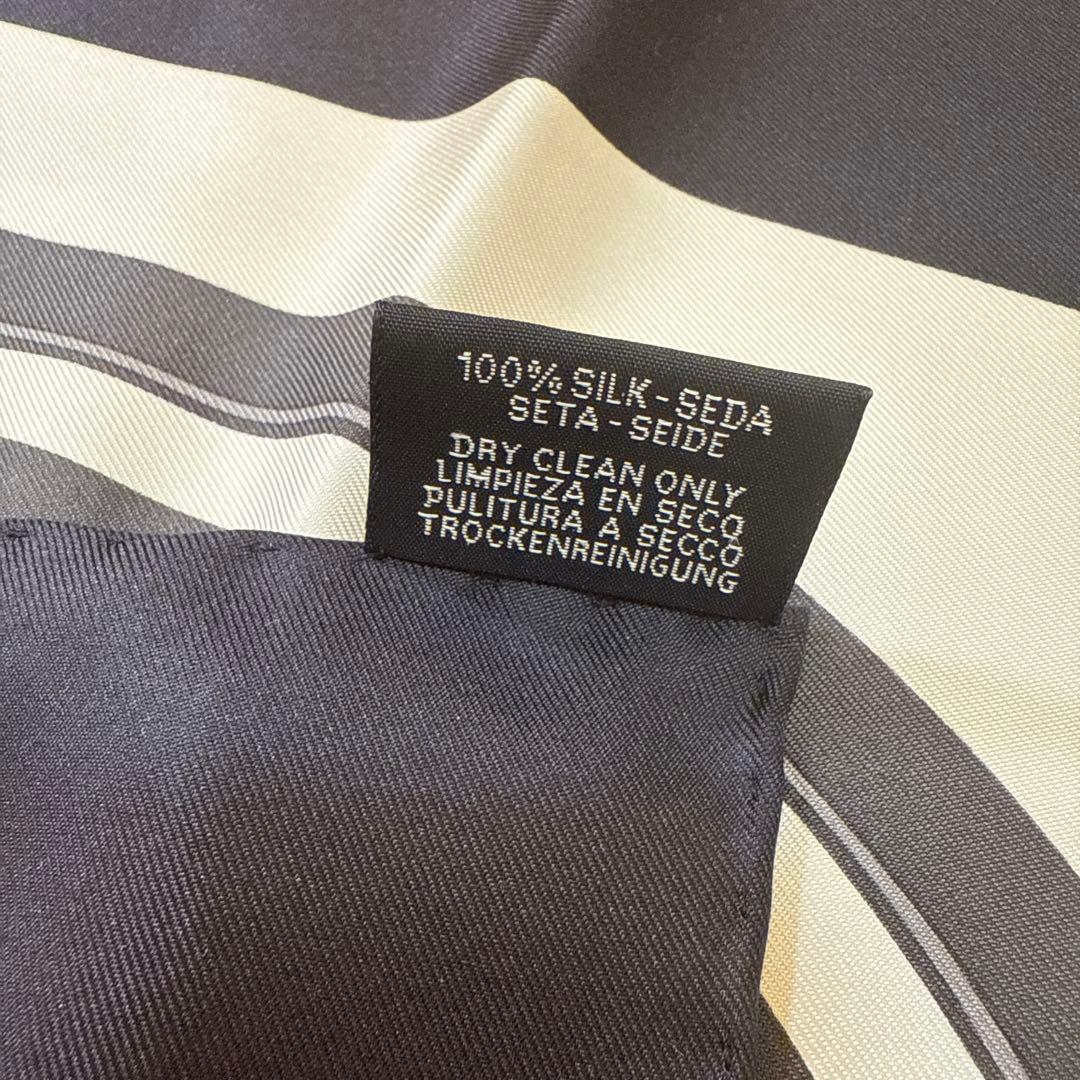 100% SILK - SEDA
SETA - SEIDE
DRY CLEAN ONLY
LIMPIEZA EN SECO
PULITURA A SECCO
TROCKENREINIGUNG